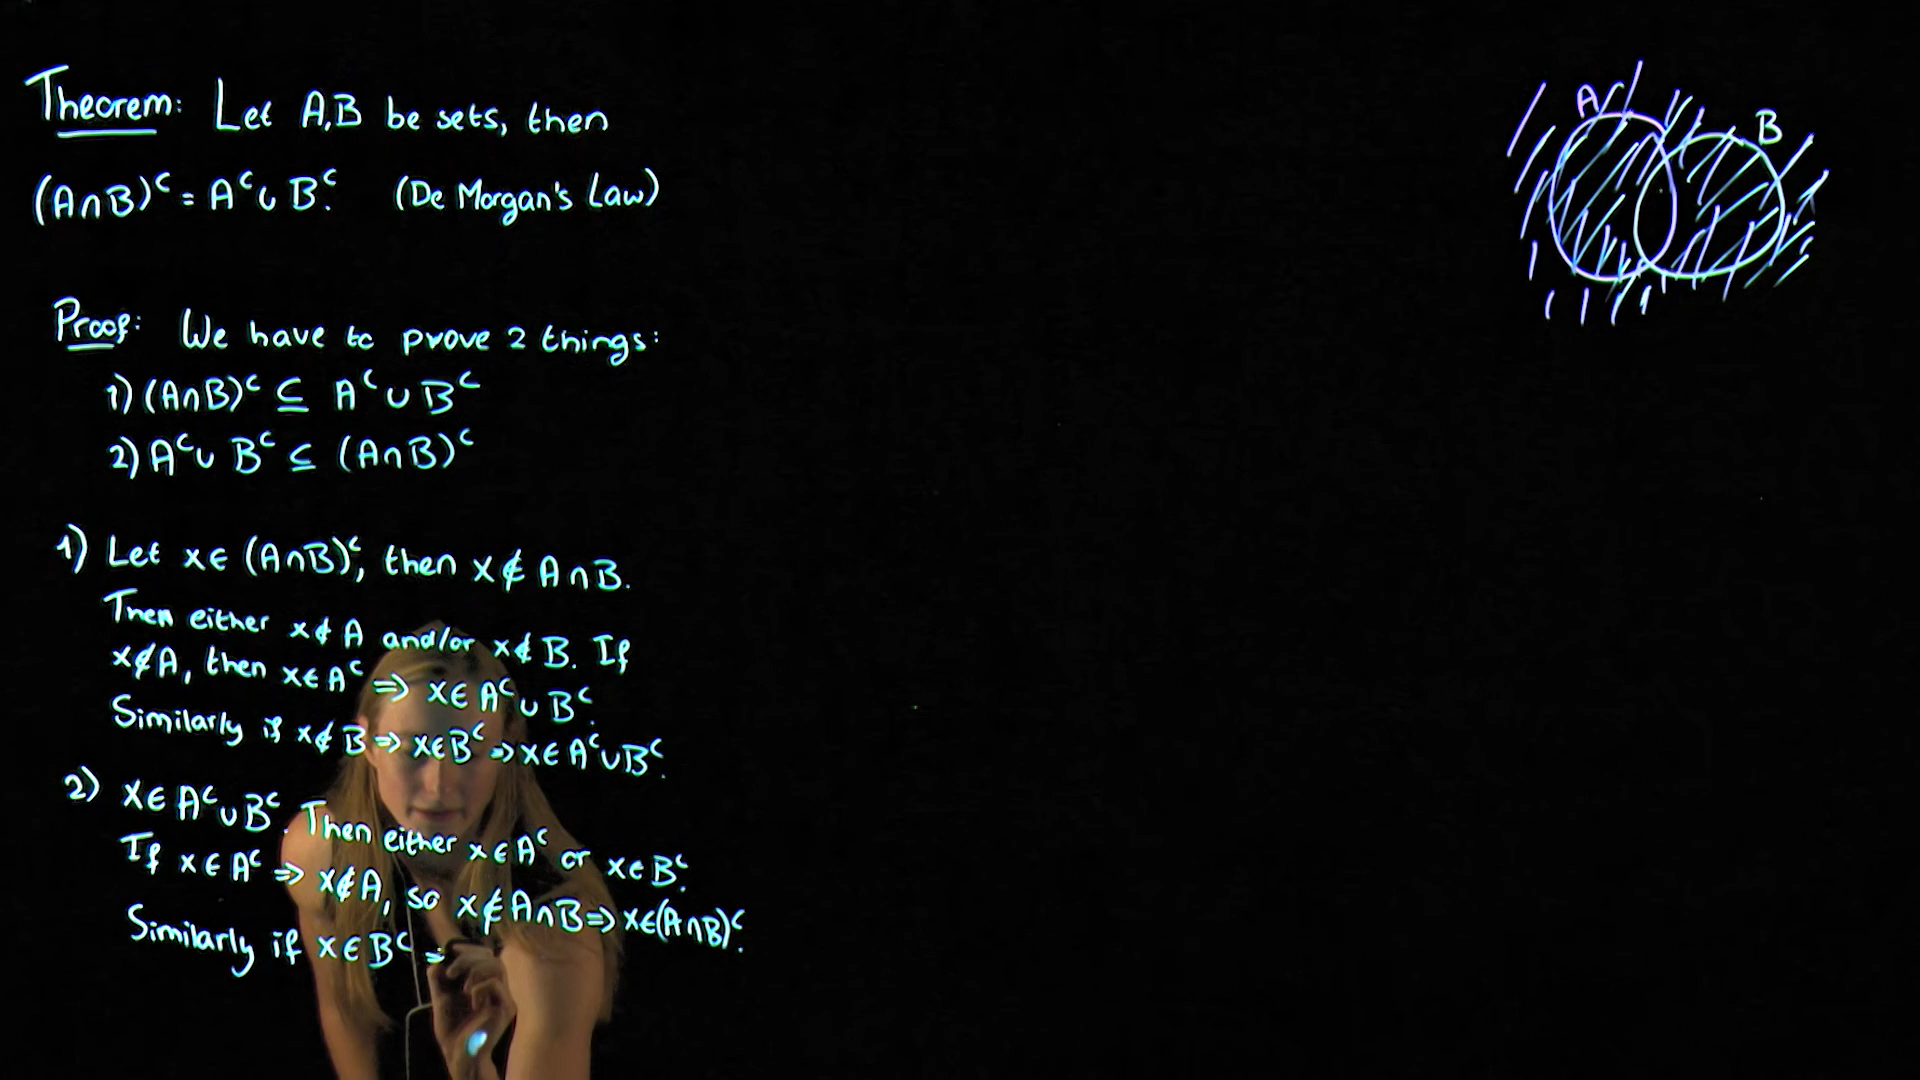 Theorem: Let A,B be sets, then
(A∩B)ᶜ = Aᶜ ∪ Bᶜ. (De Morgan's Law)
Proof: We have to prove 2 things:
1) (A∩B)ᶜ ⊆ Aᶜ ∪ Bᶜ
2) Aᶜ ∪ Bᶜ ⊆ (A∩B)ᶜ
1) Let x∈ (A∩B)ᶜ, then x∉ A∩B.
Then either x∉A and/or x∉B. If
x∉A, then x∈Aᶜ ⇒ x∈Aᶜ ∪ Bᶜ.
Similarly if x∉B ⇒ x∈Bᶜ ⇒ x∈ Aᶜ∪Bᶜ.
2) x∈ Aᶜ∪Bᶜ. Then either x∈Aᶜ or x∈Bᶜ.
If x∈Aᶜ ⇒ x∉A, so x∉A∩B ⇒ x∈(A∩B)ᶜ.
Similarly if x∈Bᶜ =
A
B